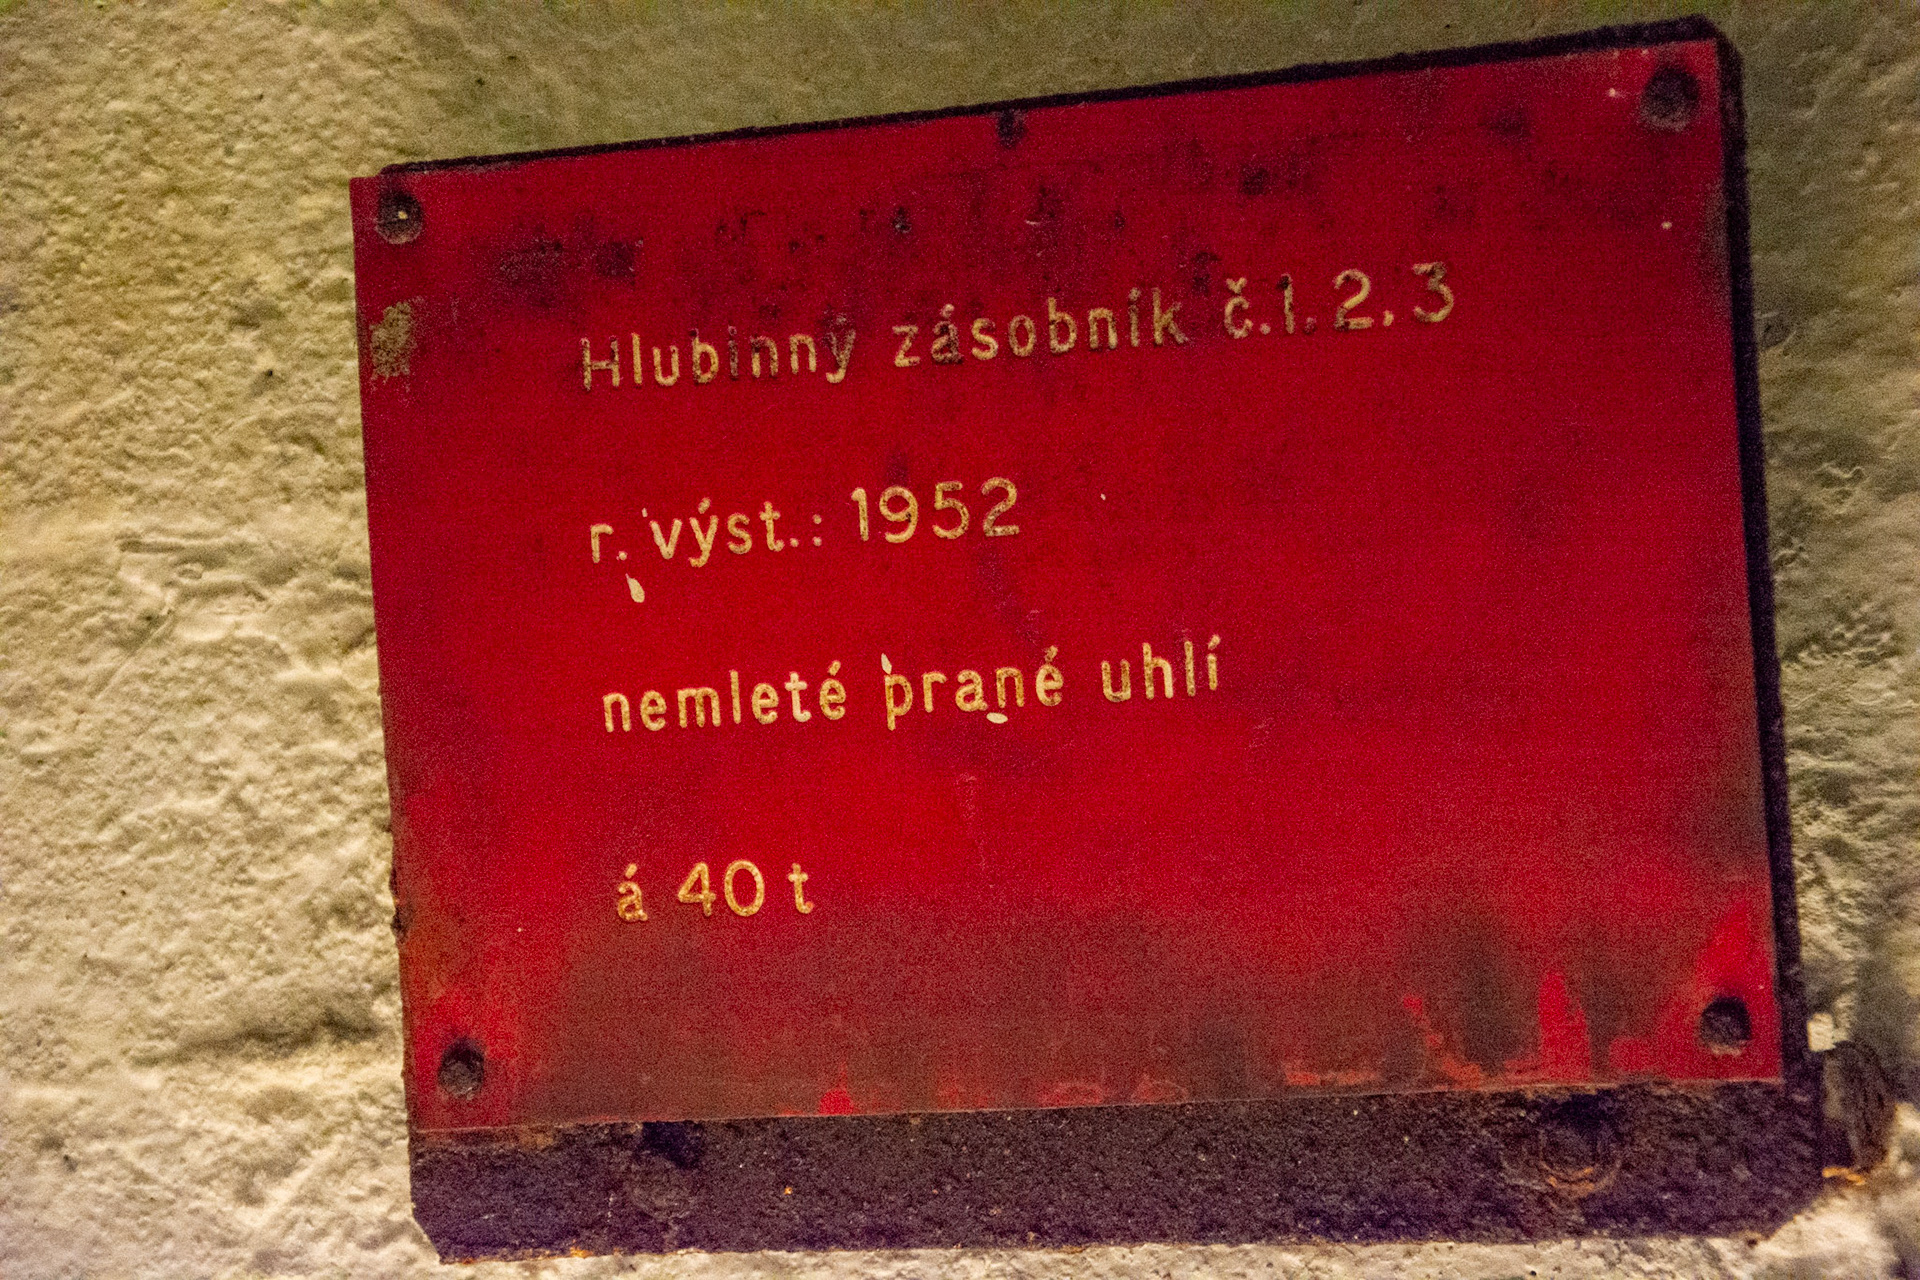 Hlubinný zásobník č.1. 2. 3
r. výst.: 1952
nemleté prané uhlí
á 40 t